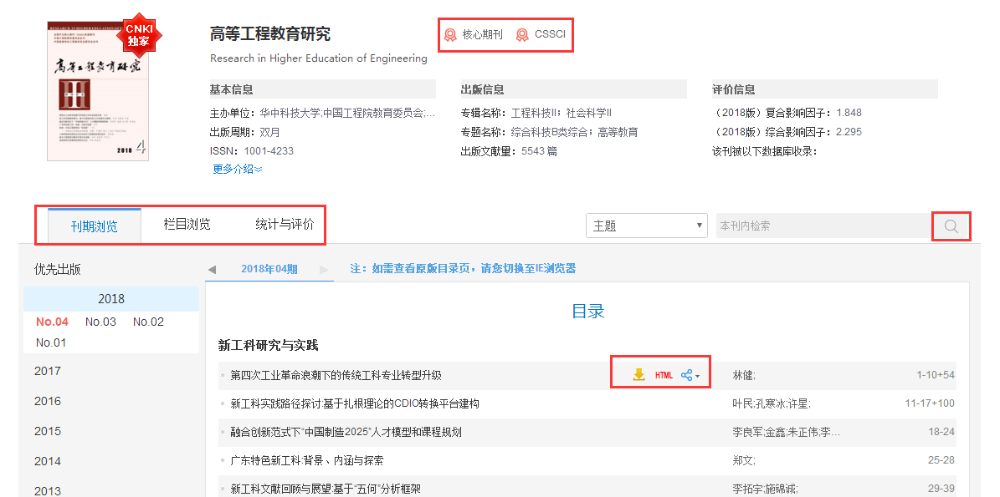 CNKI
独家
RESEARCH IN HIGHER EDUCATION OF
高等工程教育研究
2018 4
高等工程教育研究
核心期刊 CSSCI
Research in Higher Education of Engineering
基本信息 出版信息 评价信息
主办单位：华中科技大学;中国工程院教育委员会;... 专辑名称：工程科技II；社会科学II （2018版）复合影响因子：1.848
出版周期：双月 专题名称：综合科技B类综合；高等教育 （2018版）综合影响因子：2.295
ISSN：1001-4233 出版文献量：5543 篇 该刊被以下数据库收录：
更多介绍
刊期浏览 栏目浏览 统计与评价 主题 本刊内检索
优先出版 2018年04期 注：如需查看原版目录页，请您切换至IE浏览器
2018
No.04 No.03 No.02
No.01
2017
2016
2015
2014
2013
目录
新工科研究与实践
第四次工业革命浪潮下的传统工科专业转型升级 HTML 林健; 1-10+54
新工科实践路径探讨:基于扎根理论的CDIO转换平台建构 叶民;孔寒冰;许星; 11-17+100
融合创新范式下“中国制造2025”人才模型和课程规划 李良军;金鑫;朱正伟;李... 18-24
广东特色新工科:背景、内涵与探索 郑文; 25-28
新工科文献回顾与展望:基于“五何”分析框架 李拓宇;施锦诚; 29-39